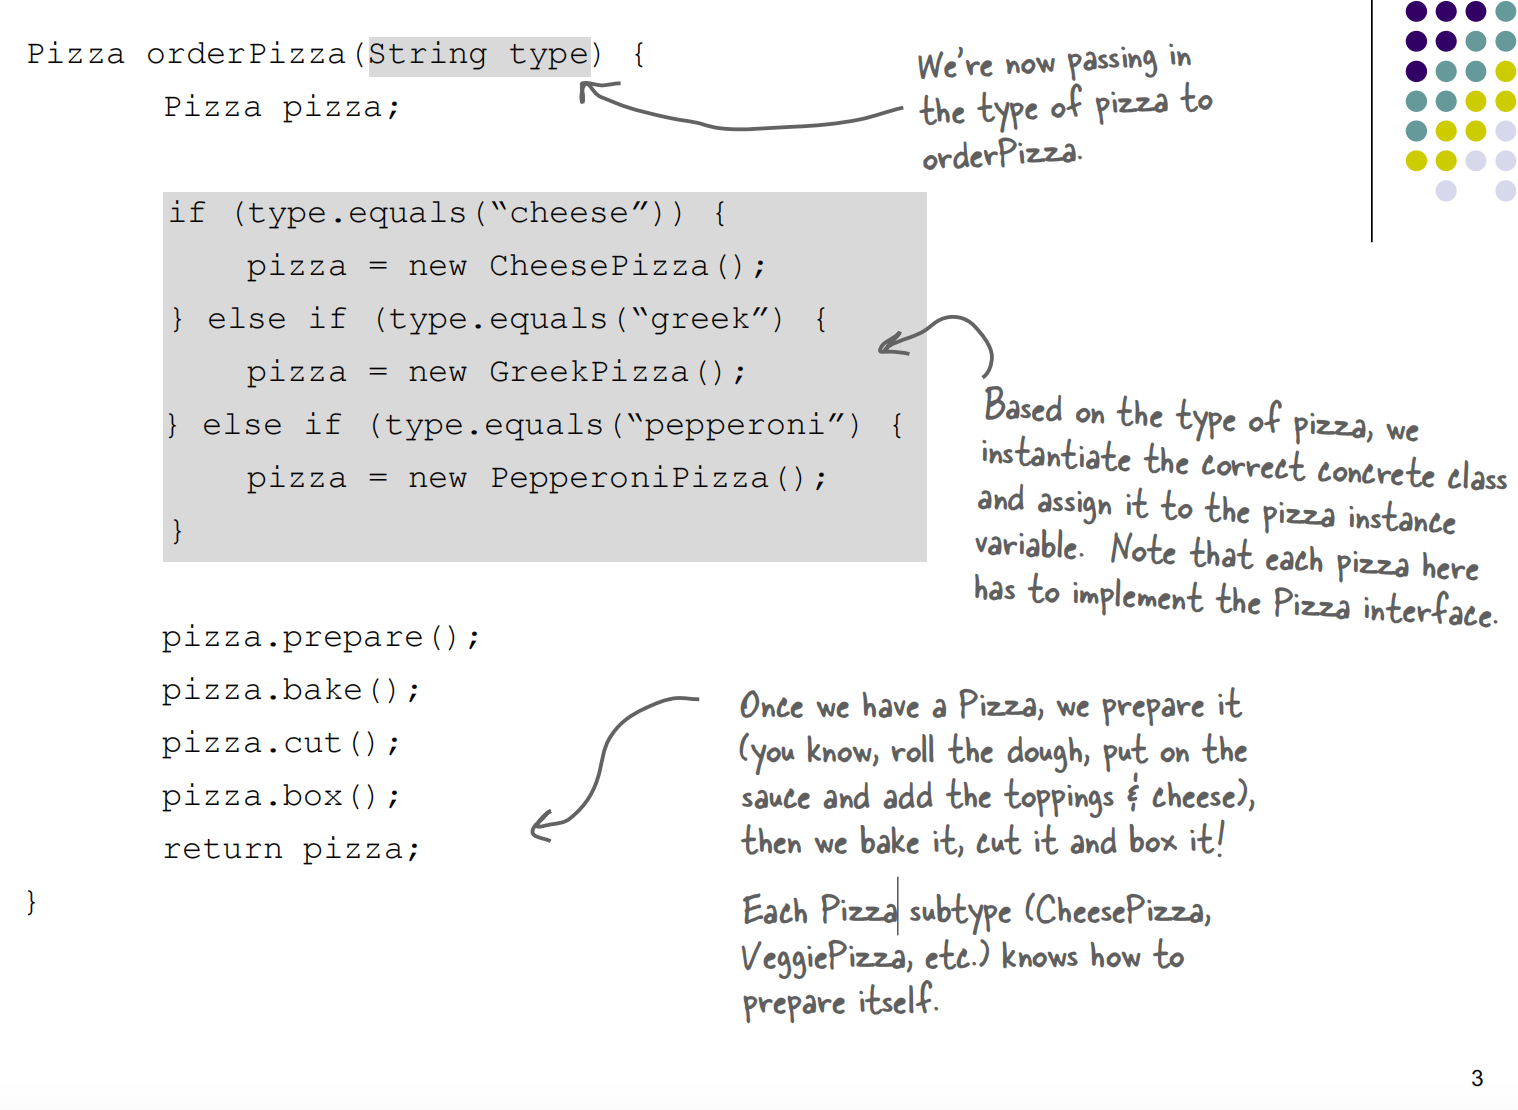 Pizza orderPizza(String type) {
Pizza pizza;
We're now passing in
the type of pizza to
orderPizza.
if (type.equals(“cheese”)) {
pizza = new CheesePizza();
} else if (type.equals(“greek”) {
pizza = new GreekPizza();
} else if (type.equals(“pepperoni”) {
pizza = new PepperoniPizza();
}
Based on the type of pizza, we
instantiate the correct concrete class
and assign it to the pizza instance
variable. Note that each pizza here
has to implement the Pizza interface.
pizza.prepare();
pizza.bake();
pizza.cut();
pizza.box();
return pizza;
}
Once we have a Pizza, we prepare it
(you know, roll the dough, put on the
sauce and add the toppings & cheese),
then we bake it, cut it and box it!
Each Pizza subtype (CheesePizza,
VeggiePizza, etc.) knows how to
prepare itself.
3